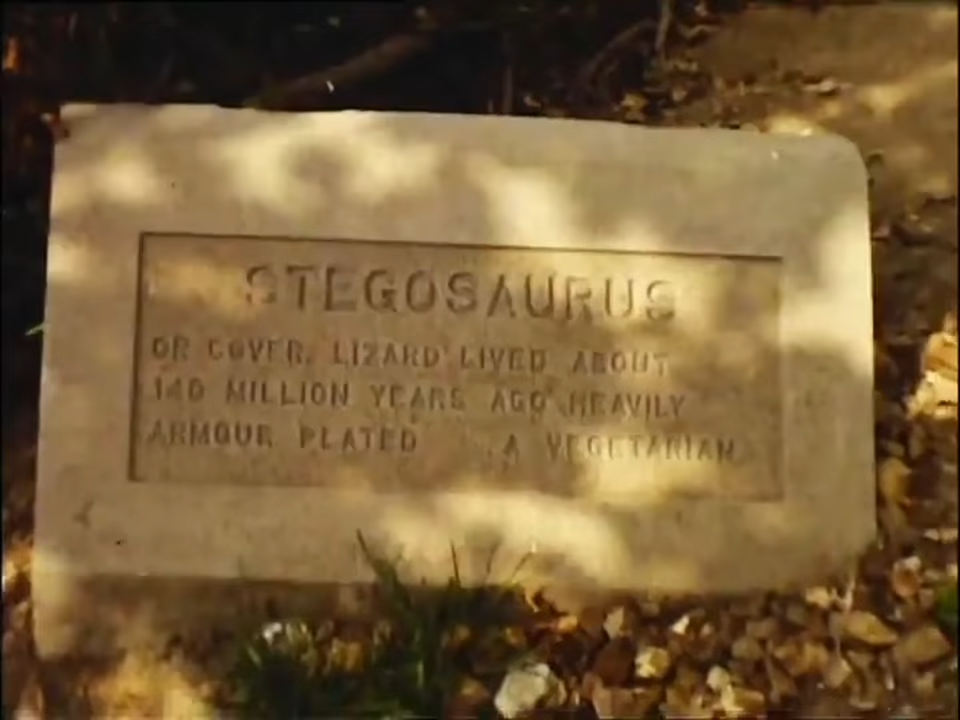 STEGOSAURUS
OR COVER. LIZARD LIVED ABOUT
140 MILLION YEARS AGO HEAVILY
ARMOUR PLATED . A VEGETARIAN